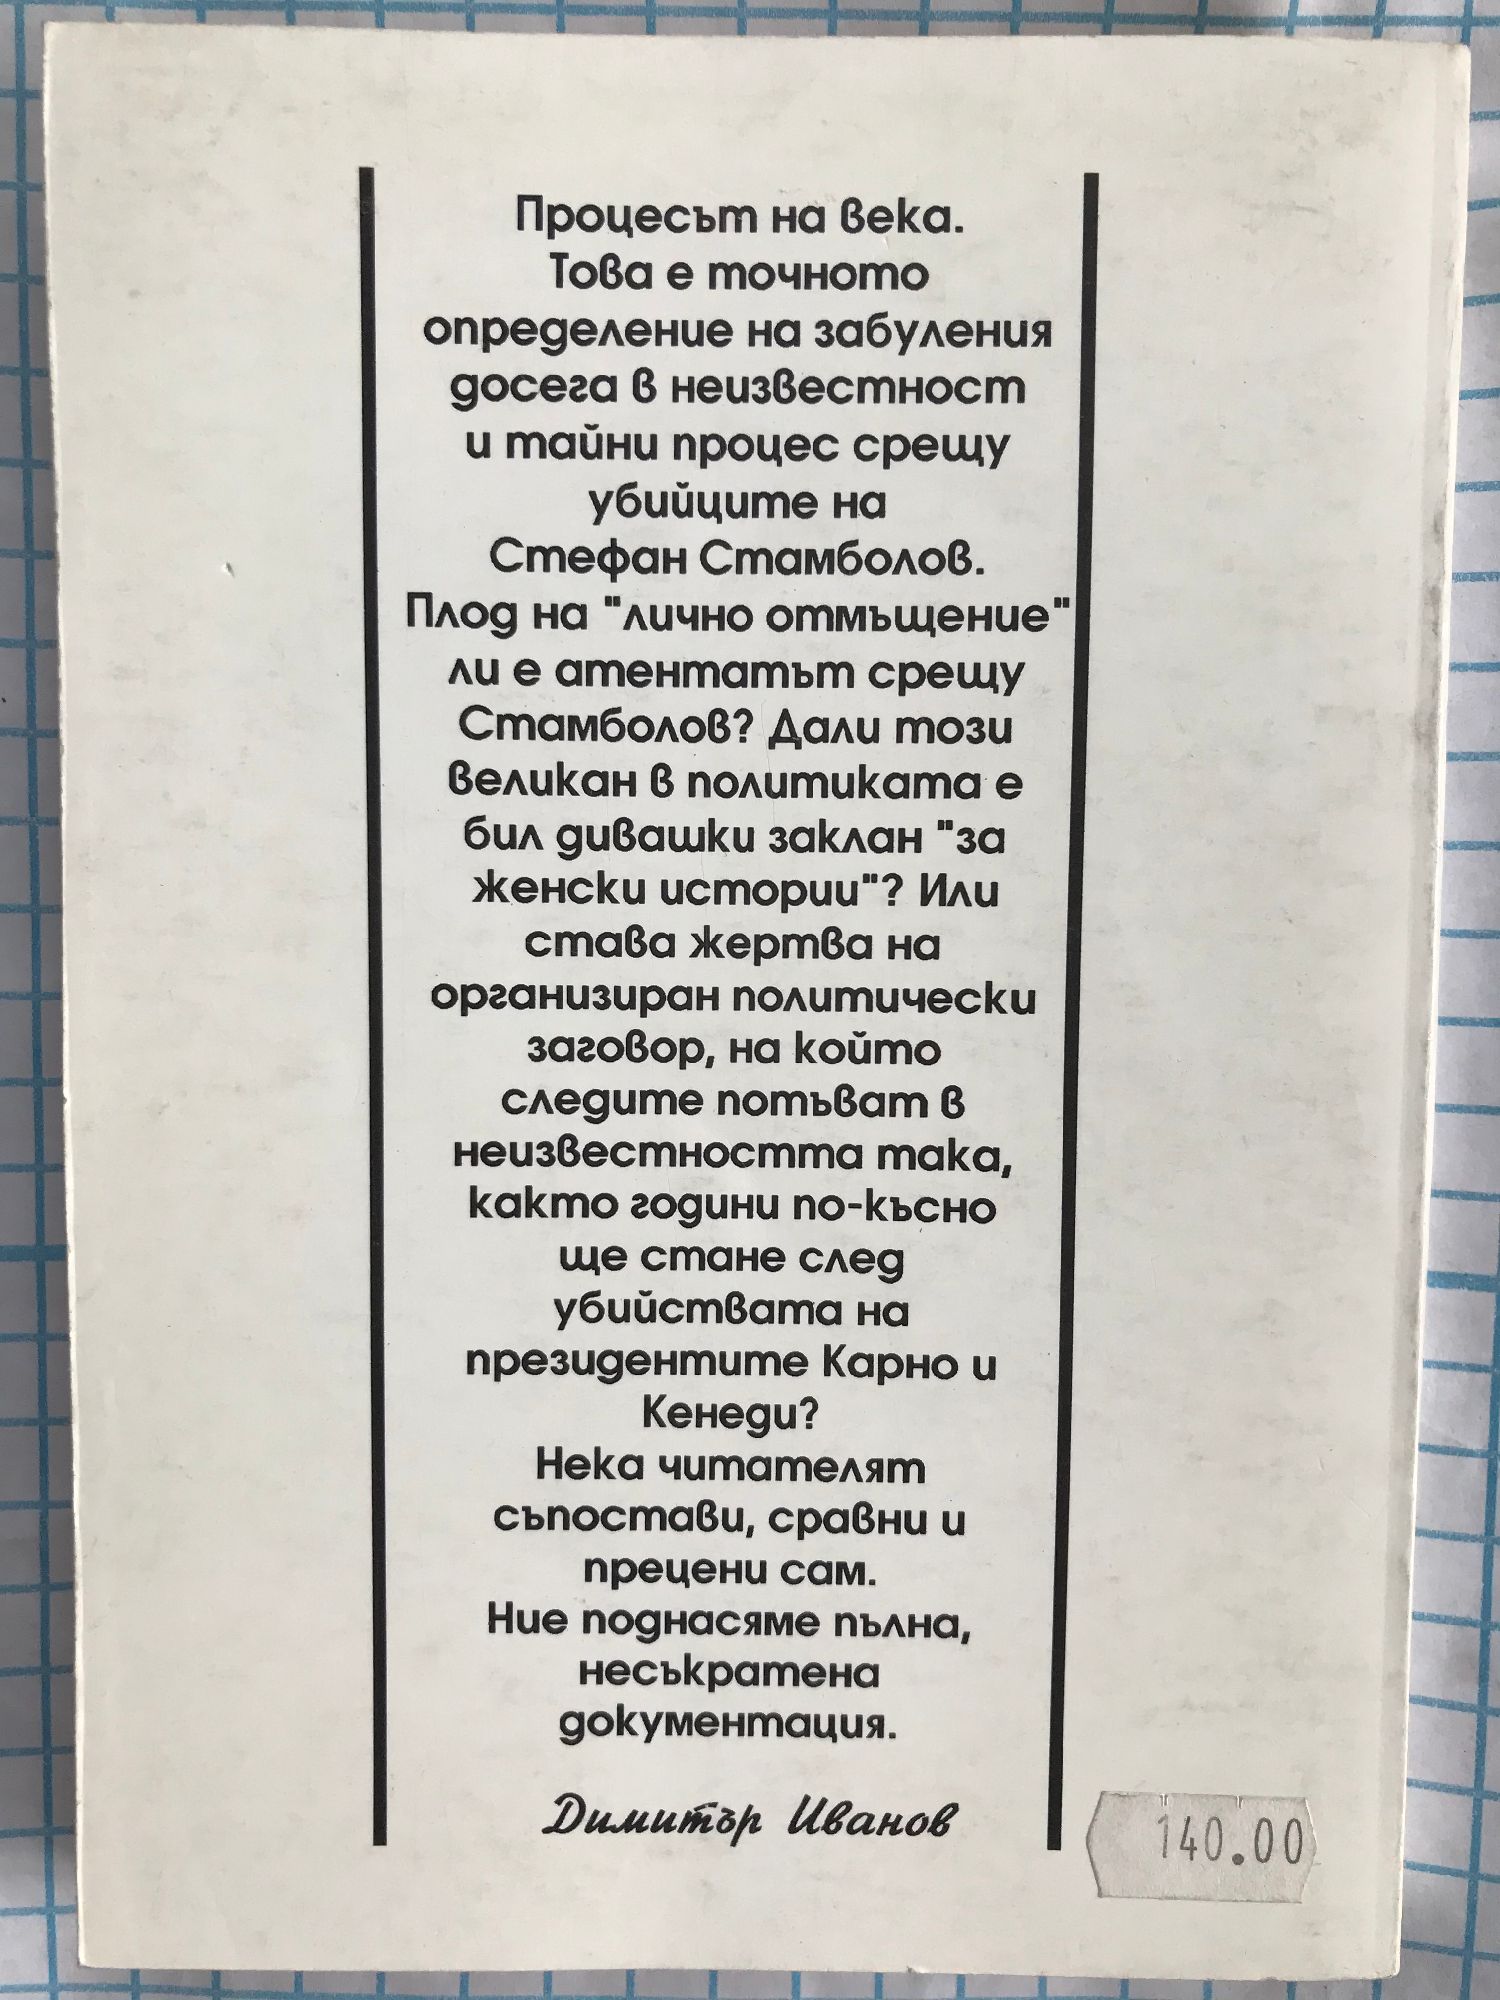 Процесът на века.
Това е точното
определение на забуления
досега в неизвестност
и тайни процес срещу
убийците на
Стефан Стамболов.
Плод на "лично отмъщение"
ли е атентатът срещу
Стамболов? Дали този
великан в политиката е
бил дивашки заклан "за
женски истории"? Или
става жертва на
организиран политически
заговор, на който
следите потъват в
неизвестността така,
както години по-късно
ще стане след
убийствата на
президентите Карно и
Кенеди?
Нека читателят
съпостави, сравни и
прецени сам.
Ние поднасяме пълна,
несъкратена
документация.
Димитър Иванов
140.00